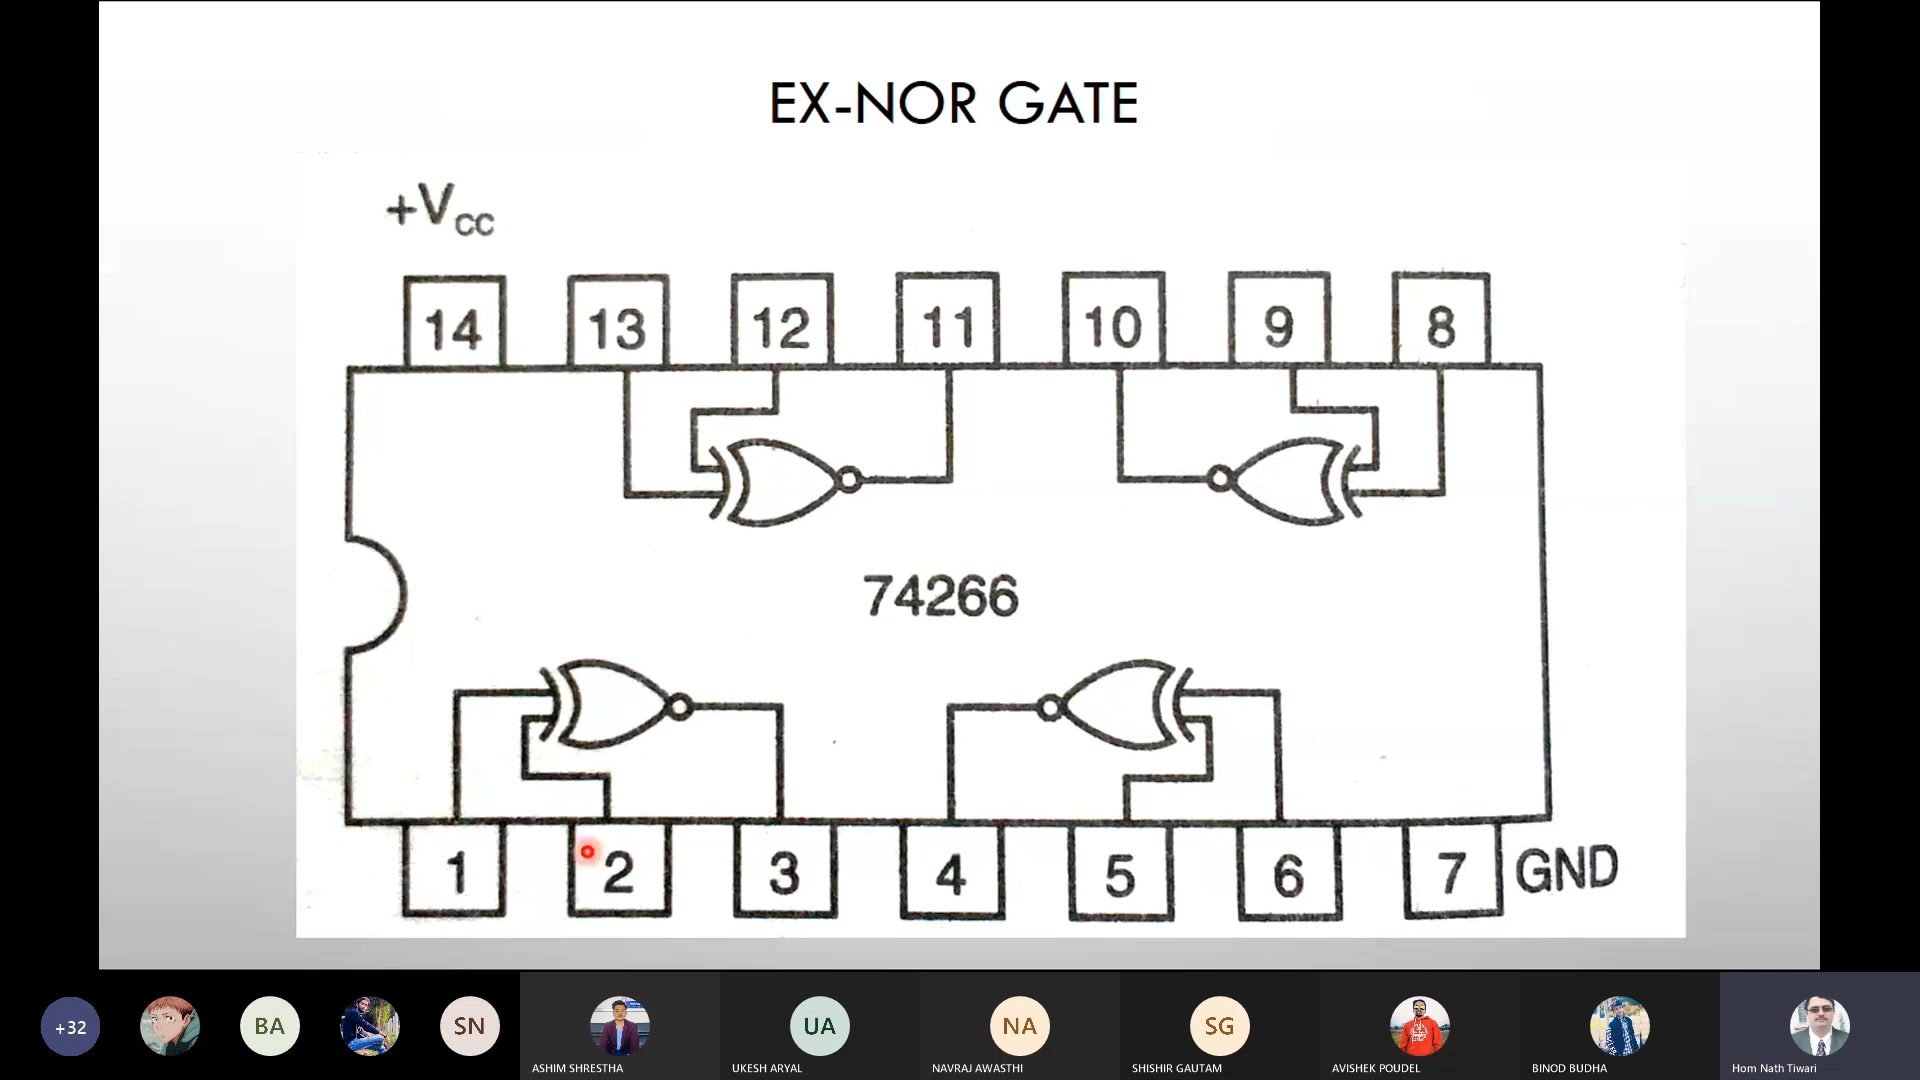 EX-NOR GATE
+VCC
14 13 12 11 10 9 8
74266
1 2 3 4 5 6 7 GND
+32 BA SN UA NA SG
ASHIM SHRESTHA UKESH ARYAL NAVRAJ AWASTHI SHISHIR GAUTAM AVISHEK POUDEL BINOD BUDHA Hom Nath Tiwari